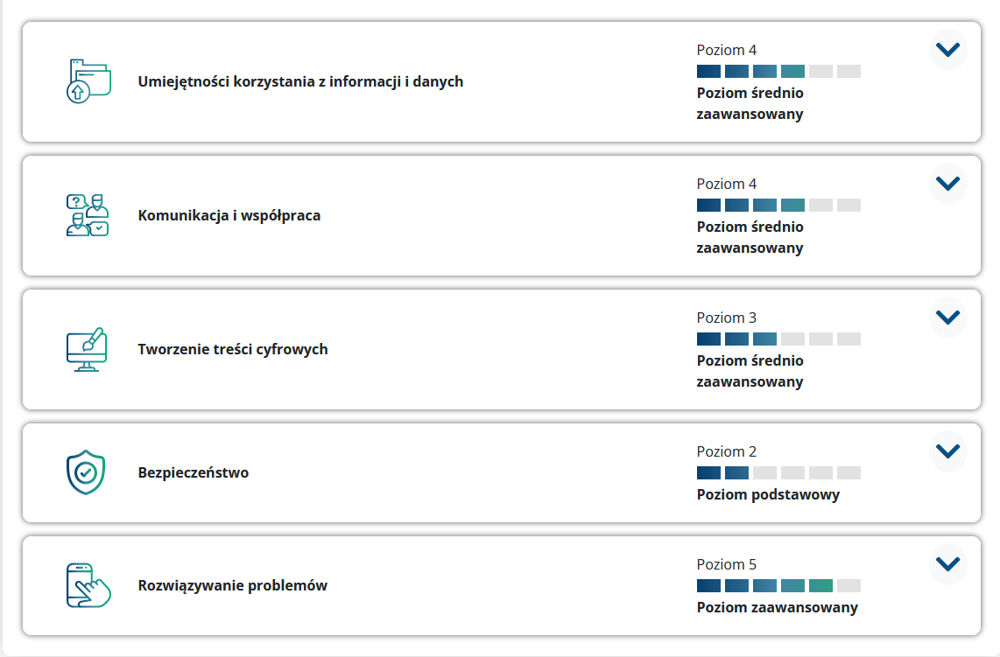 Umiejętności korzystania z informacji i danych
Poziom 4
Poziom średnio
zaawansowany
?
Komunikacja i współpraca
Poziom 4
Poziom średnio
zaawansowany
Tworzenie treści cyfrowych
Poziom 3
Poziom średnio
zaawansowany
Bezpieczeństwo
Poziom 2
Poziom podstawowy
Rozwiązywanie problemów
Poziom 5
Poziom zaawansowany